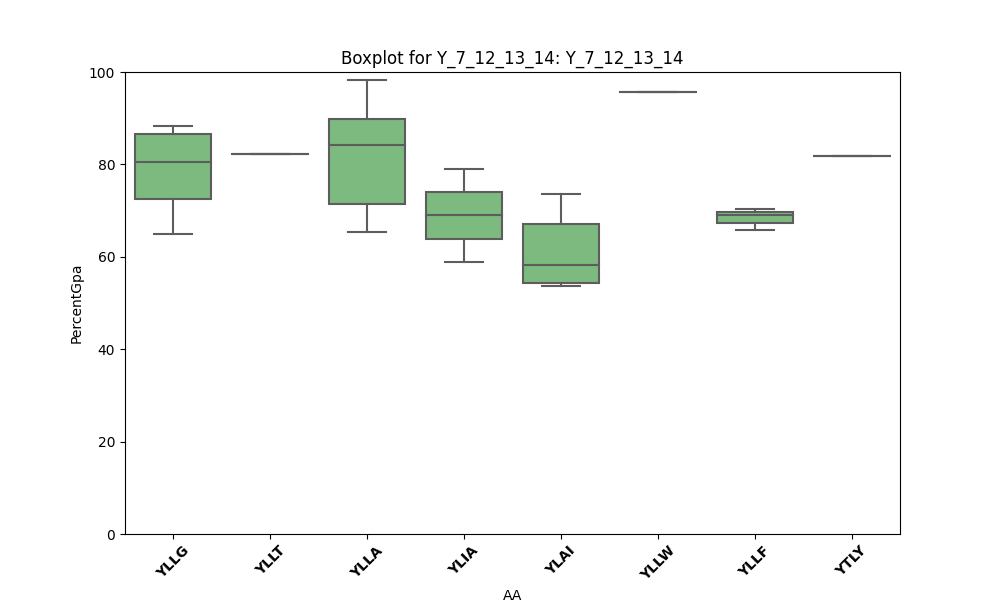 Boxplot for Y_7_12_13_14: Y_7_12_13_14
100
80
60
40
20
0
PercentGpa
YLLG YLLT YLLA YLIA YLAI YLLW YLLF YTLY
AA